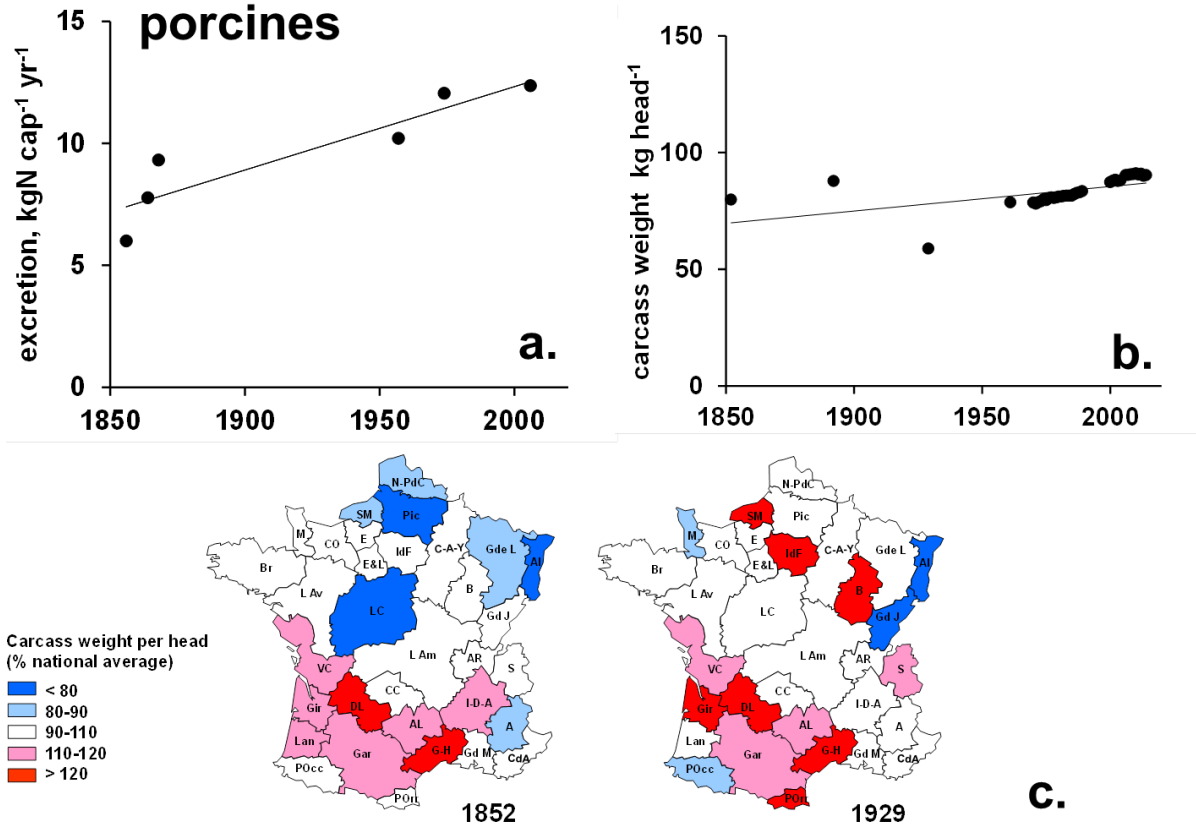 porcines
excretion, kgN cap-1 yr-1
15
10
5
0
1850
1900
1950
2000
a.
carcass weight kg head-1
150
100
50
0
1850
1900
1950
2000
b.
N-PdC
SM
Pic
M
CO
E
IdF
C-A-Y
Gde L
Al
Br
E&L
L Av
LC
B
Gd J
L Am
AR
S
VC
CC
I-D-A
DL
Gir
AL
A
Lan
Gar
G-H
Gd M
CdA
POcc
POrr
1852
N-PdC
SM
Pic
M
CO
E
IdF
C-A-Y
Gde L
Al
Br
E&L
L Av
LC
B
Gd J
L Am
AR
S
VC
CC
I-D-A
Gir
DL
AL
A
Lan
Gar
G-H
Gd M
CdA
POcc
POrr
1929
Carcass weight per head
(% national average)
< 80
80-90
90-110
110-120
> 120
c.